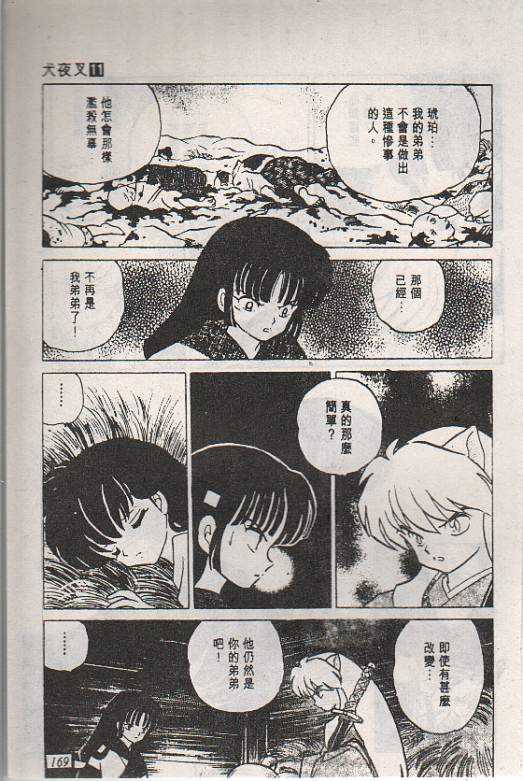 犬夜叉11
琥珀…
我的弟弟
不會是做出
這種慘事
的人。
他怎會那樣
濫殺無辜…
那個
已經…
不再是
我弟弟了！
真的那麼
簡單？
……
即使有甚麼
改變…
他仍然是
你的弟弟
吧！
……
169